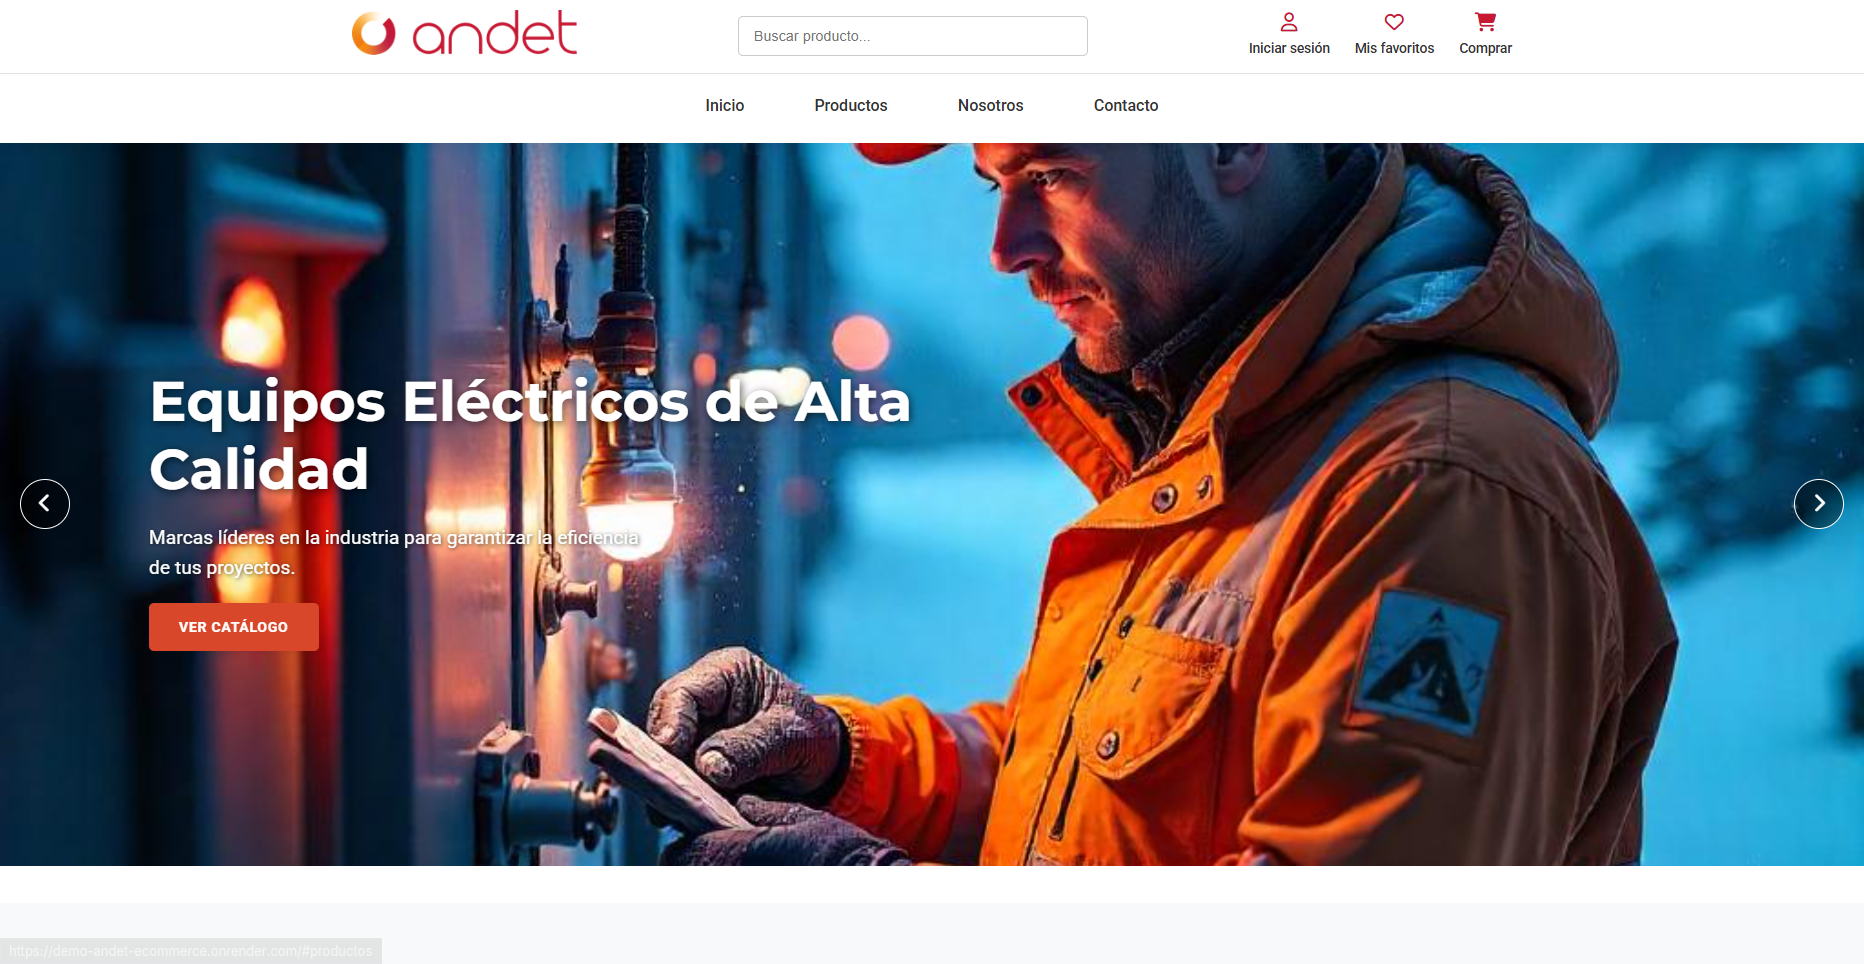 andet
Buscar producto...
Iniciar sesión
Mis favoritos
Comprar
Inicio
Productos
Nosotros
Contacto
Equipos Eléctricos de Alta
Calidad
Marcas líderes en la industria para garantizar la eficiencia
de tus proyectos.
VER CATÁLOGO
https://demo-andet-ecommerce.onrender.com/#productos